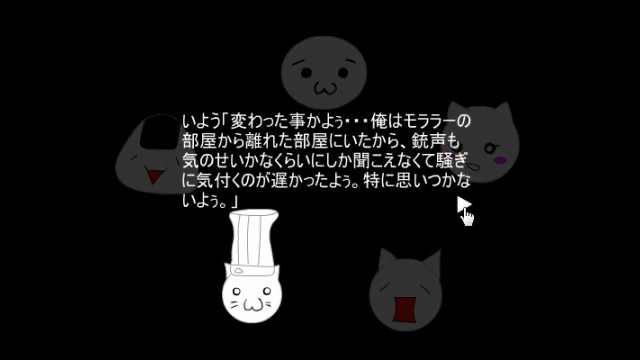 いよう「変わった事かよぅ・・・俺はモララーの
部屋から離れた部屋にいたから、銃声も
気のせいかなくらいにしか聞こえなくて騒ぎ
に気付くのが遅かったよぅ。特に思いつかな
いよぅ。」